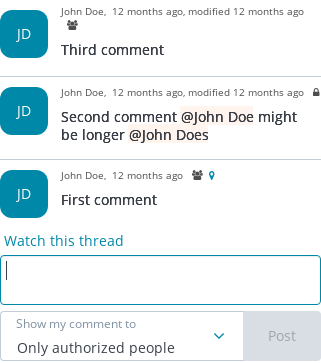 JD
John Doe, 12 months ago, modified 12 months ago
Third comment
JD
John Doe, 12 months ago, modified 12 months ago
Second comment @John Doe might
be longer @John Does
JD
John Doe, 12 months ago
First comment
Watch this thread
Show my comment to
Only authorized people
Post